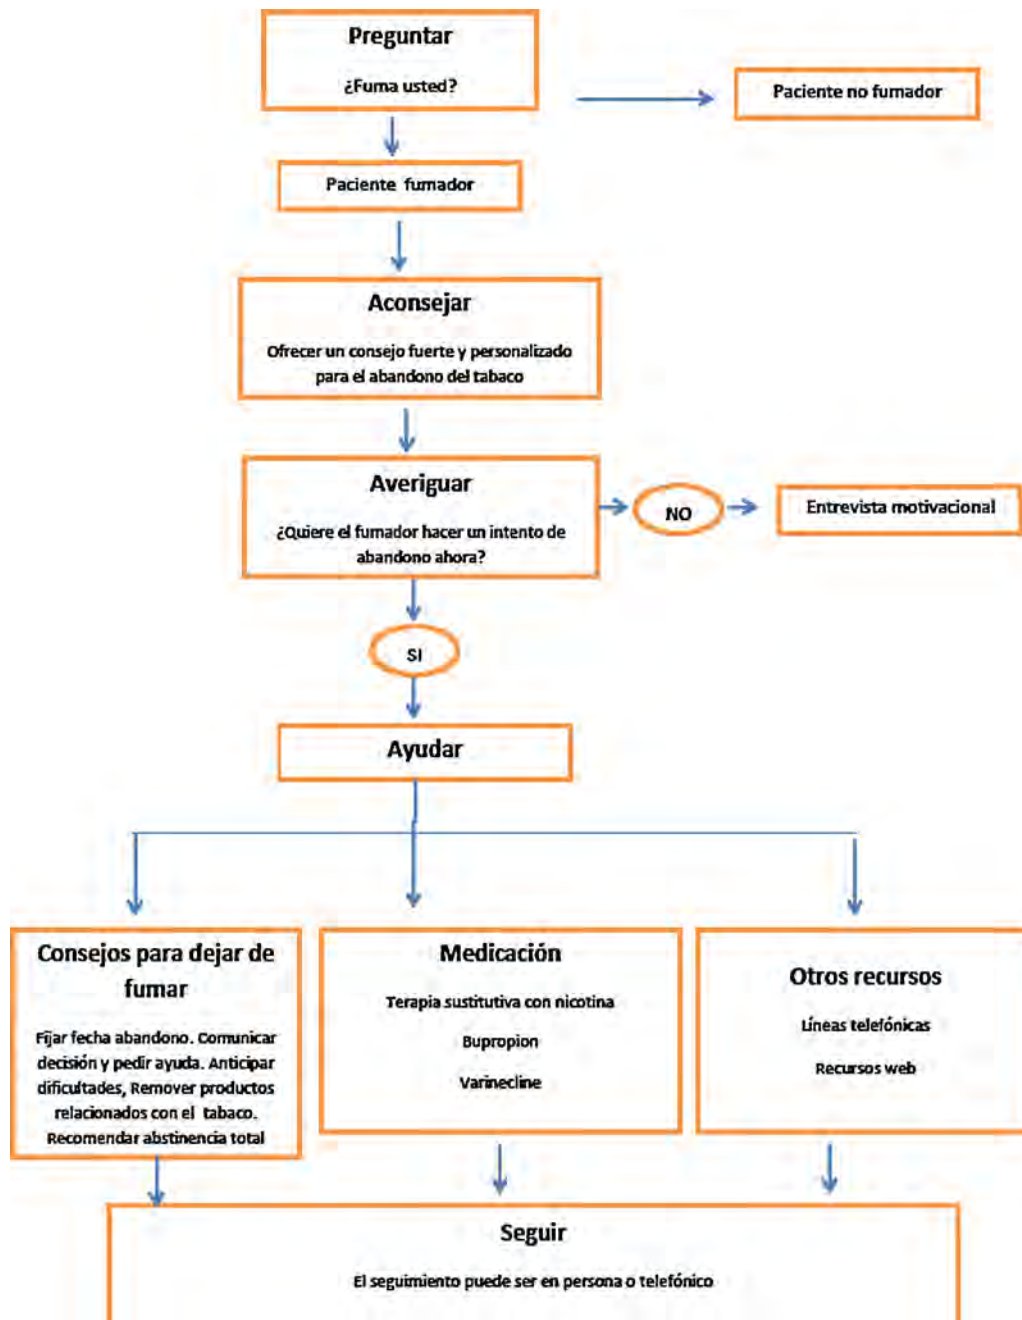 Preguntar
¿Fuma usted?
Paciente no fumador
Paciente fumador
Aconsejar
Ofrecer un consejo fuerte y personalizado
para el abandono del tabaco
Averiguar
¿Quiere el fumador hacer un intento de
abandono ahora?
NO
Entrevista motivacional
SI
Ayudar
Consejos para dejar de
fumar
Fijar fecha abandono. Comunicar
decisión y pedir ayuda. Anticipar
dificultades, Remover productos
relacionados con el tabaco.
Recomendar abstinencia total
Medicación
Terapia sustitutiva con nicotina
Bupropion
Varinecline
Otros recursos
Líneas telefónicas
Recursos web
Seguir
El seguimiento puede ser en persona o telefónico